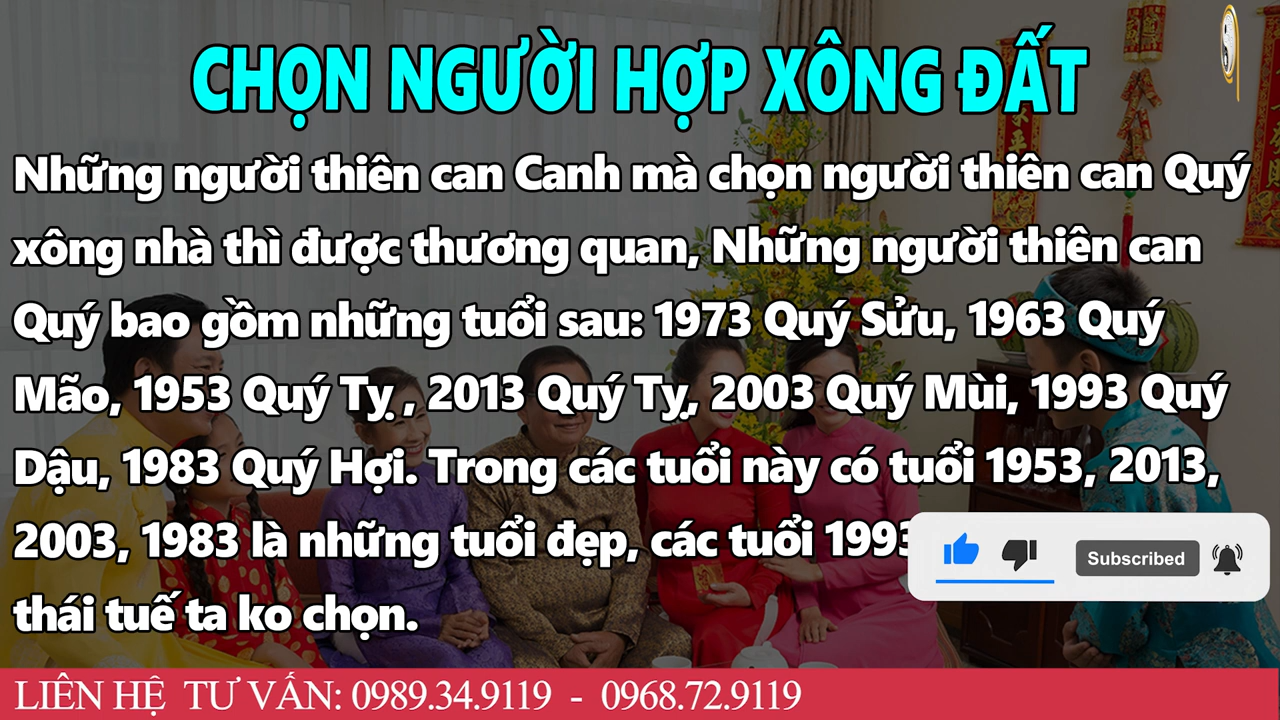 CHỌN NGƯỜI HỢP XÔNG ĐẤT
Những người thiên can Canh mà chọn người thiên can Quý
xông nhà thì được thương quan, Những người thiên can
Quý bao gồm những tuổi sau: 1973 Quý Sửu, 1963 Quý
Mão, 1953 Quý Tỵ , 2013 Quý Tỵ, 2003 Quý Mùi, 1993 Quý
Dậu, 1983 Quý Hợi. Trong các tuổi này có tuổi 1953, 2013,
2003, 1983 là những tuổi đẹp, các tuổi 1993
Subscribed
thái tuế ta ko chọn.
LIÊN HỆ TƯ VẤN: 0989.34.9119 - 0968.72.9119